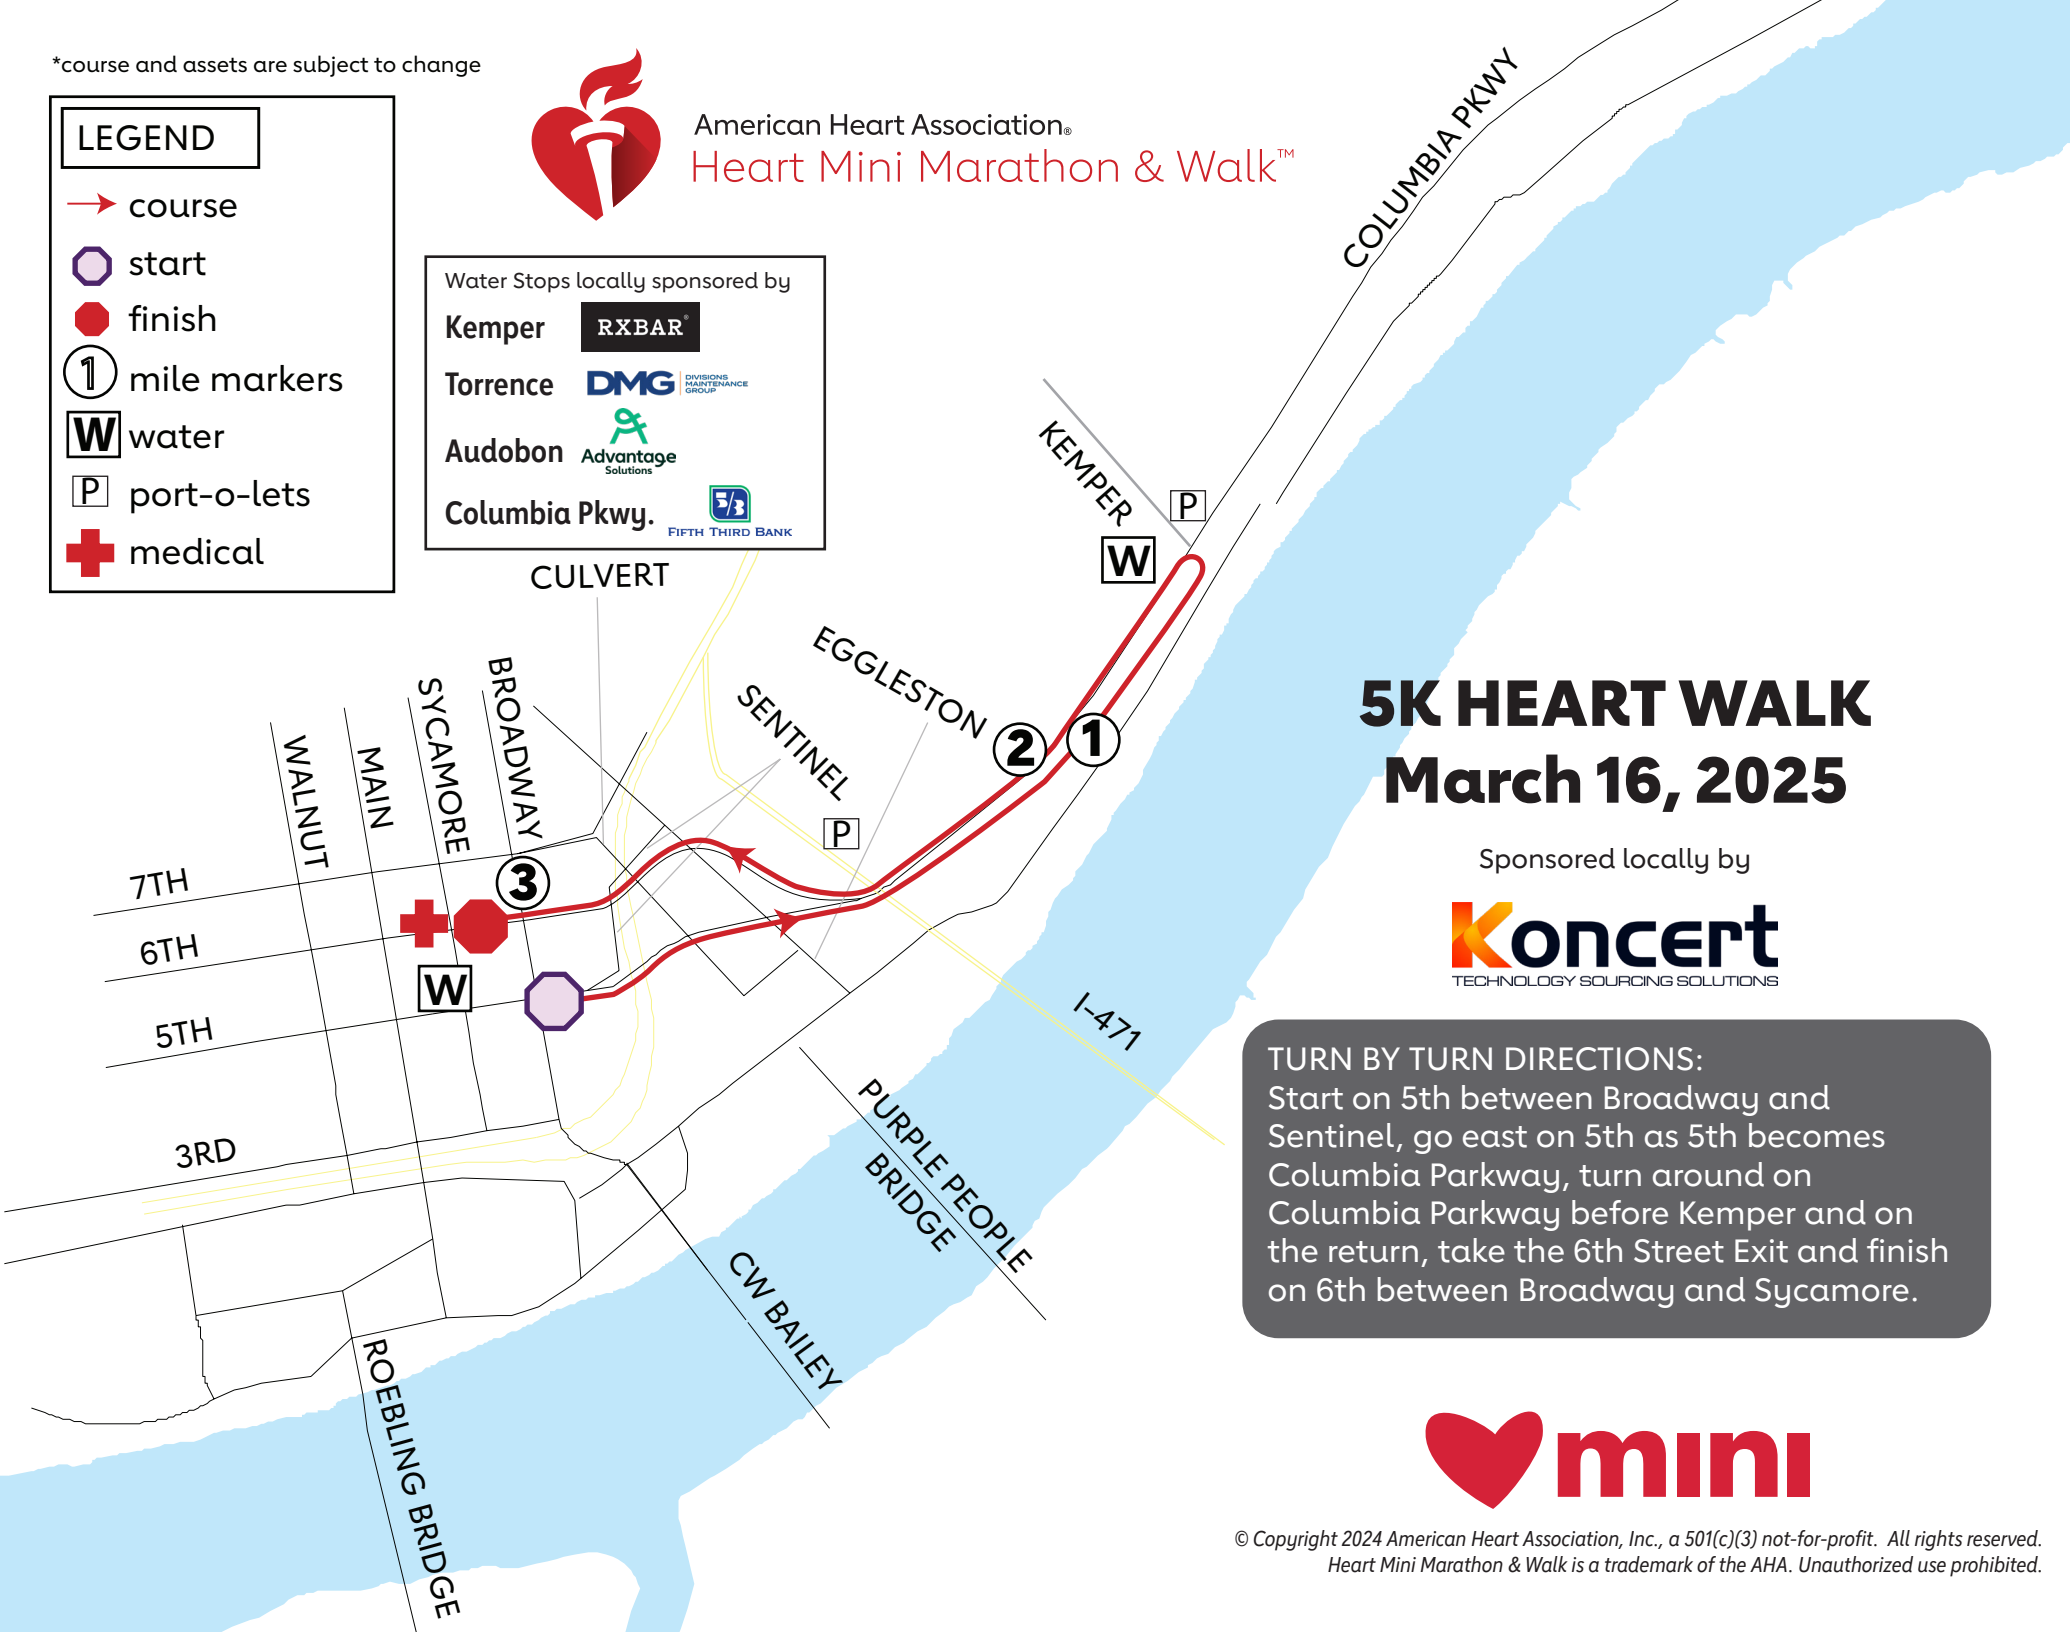 *course and assets are subject to change
LEGEND
course
start
finish
1 mile markers
W water
P port-o-lets
medical
American Heart Association®
Heart Mini Marathon & Walk™
Water Stops locally sponsored by
Kemper RXBAR®
Torrence DMG DIVISIONS MAINTENANCE GROUP
Audobon Advantage Solutions
Columbia Pkwy. 5/3 FIFTH THIRD BANK
COLUMBIA PKWY
KEMPER
P
W
CULVERT
EGGLESTON
SENTINEL
BROADWAY
SYCAMORE
MAIN
WALNUT
2
1
P
3
7TH
6TH
W
5TH
3RD
I-471
PURPLE PEOPLE
BRIDGE
CW BAILEY
ROEBLING BRIDGE
5K HEART WALK
March 16, 2025
Sponsored locally by
Koncert
TECHNOLOGY SOURCING SOLUTIONS
TURN BY TURN DIRECTIONS:
Start on 5th between Broadway and
Sentinel, go east on 5th as 5th becomes
Columbia Parkway, turn around on
Columbia Parkway before Kemper and on
the return, take the 6th Street Exit and finish
on 6th between Broadway and Sycamore.
mini
© Copyright 2024 American Heart Association, Inc., a 501(c)(3) not-for-profit. All rights reserved.
Heart Mini Marathon & Walk is a trademark of the AHA. Unauthorized use prohibited.